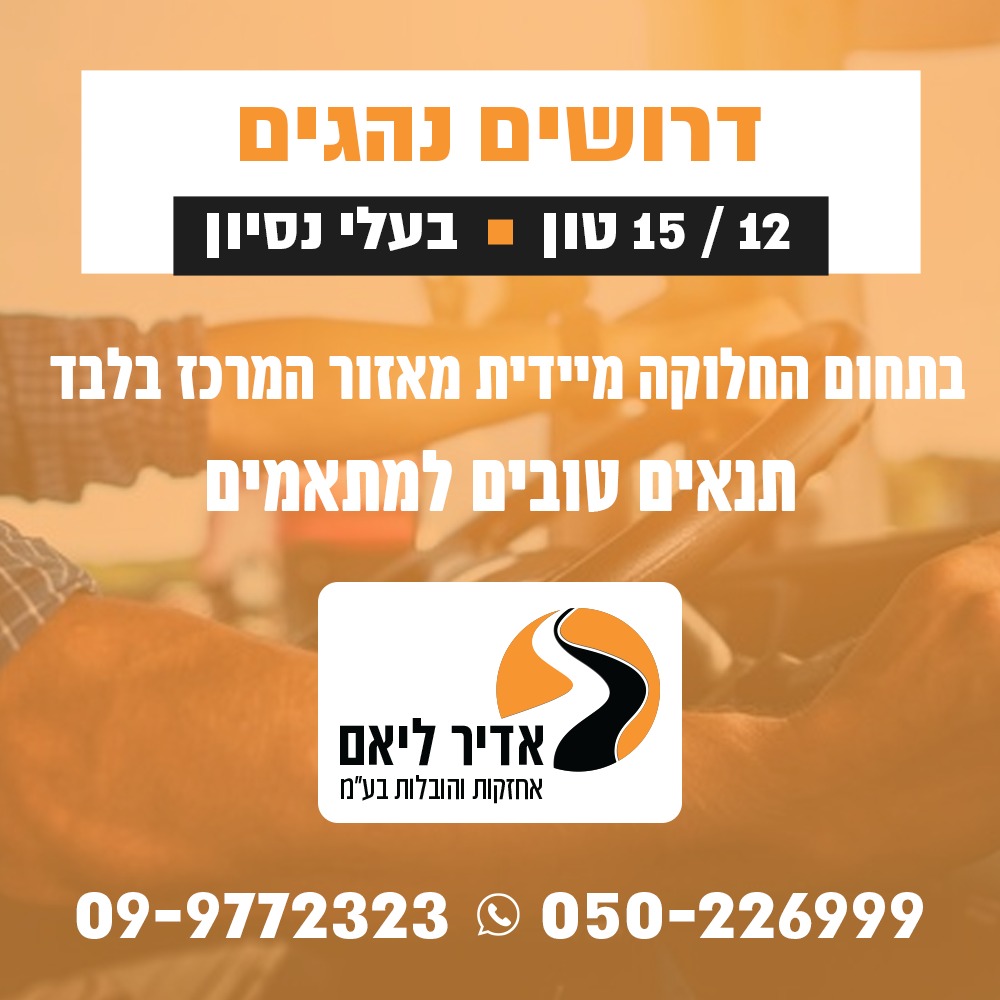 דרושים נהגים
12 / 15 טון ▪ בעלי נסיון
בתחום החלוקה מיידית מאזור המרכז בלבד
תנאים טובים למתאמים
אדיר ליאם
אחזקות והובלות בע"מ
09-9772323 050-226999